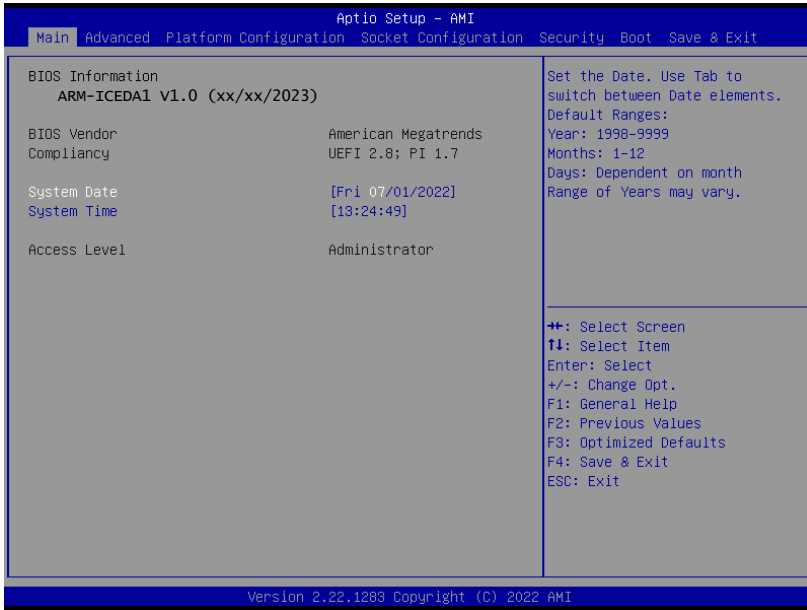 Aptio Setup – AMI
Main Advanced Platform Configuration Socket Configuration Security Boot Save & Exit
BIOS Information
ARM-ICEDA1 V1.0 (xx/xx/2023)
BIOS Vendor American Megatrends
Compliancy UEFI 2.8; PI 1.7
System Date [Fri 07/01/2022]
System Time [13:24:49]
Access Level Administrator
Set the Date. Use Tab to
switch between Date elements.
Default Ranges:
Year: 1998-9999
Months: 1-12
Days: Dependent on month
Range of Years may vary.
→←: Select Screen
↑↓: Select Item
Enter: Select
+/-: Change Opt.
F1: General Help
F2: Previous Values
F3: Optimized Defaults
F4: Save & Exit
ESC: Exit
Version 2.22.1283 Copyright (C) 2022 AMI